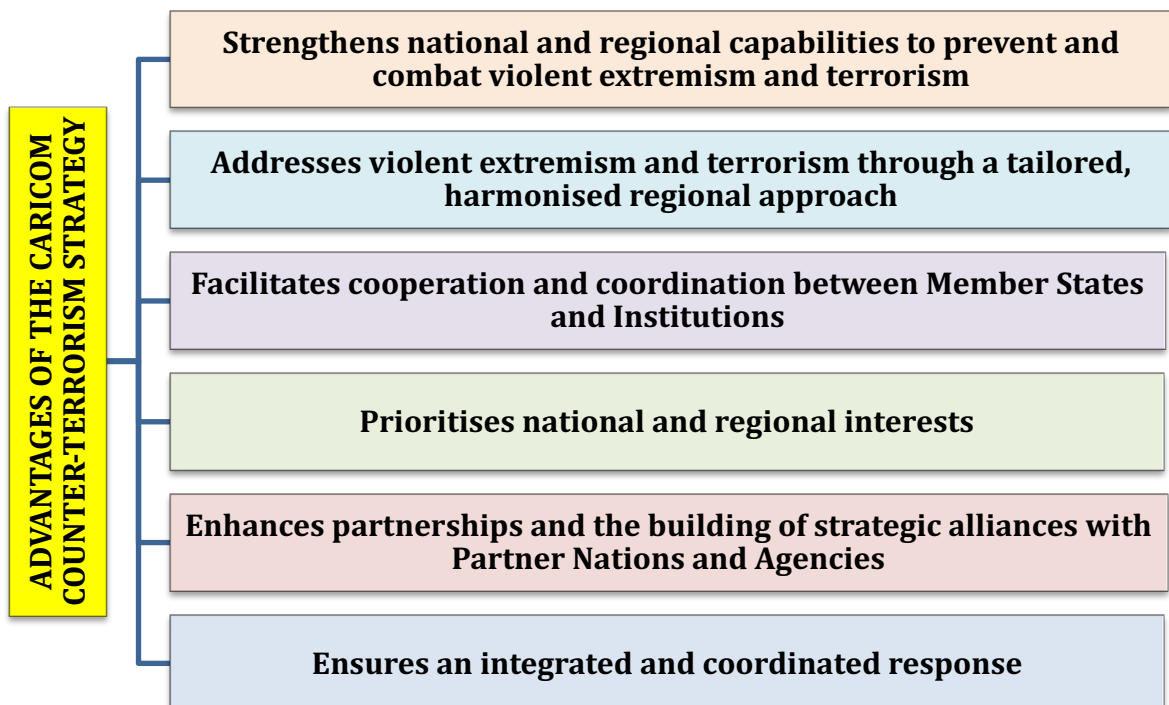 ADVANTAGES OF THE CARICOM
COUNTER-TERRORISM STRATEGY
Strengthens national and regional capabilities to prevent and
combat violent extremism and terrorism
Addresses violent extremism and terrorism through a tailored,
harmonised regional approach
Facilitates cooperation and coordination between Member States
and Institutions
Prioritises national and regional interests
Enhances partnerships and the building of strategic alliances with
Partner Nations and Agencies
Ensures an integrated and coordinated response